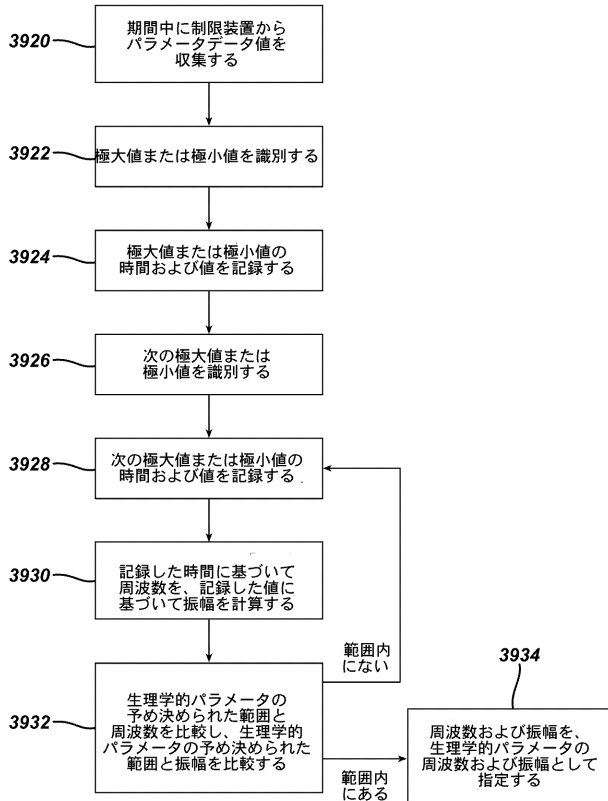 3920
期間中に制限装置から
パラメータデータ値を
収集する
3922
極大値または極小値を識別する
3924
極大値または極小値の
時間および値を記録する
3926
次の極大値または
極小値を識別する
3928
次の極大値または極小値の
時間および値を記録する
3930
記録した時間に基づいて
周波数を、記録した値に
基づいて振幅を計算する
3932
生理学的パラメータの
予め決められた範囲と
周波数を比較し、生理学的
パラメータの予め決められた
範囲と振幅を比較する
範囲内
にない
範囲内
にある
3934
周波数および振幅を、
生理学的パラメータの
周波数および振幅として
指定する